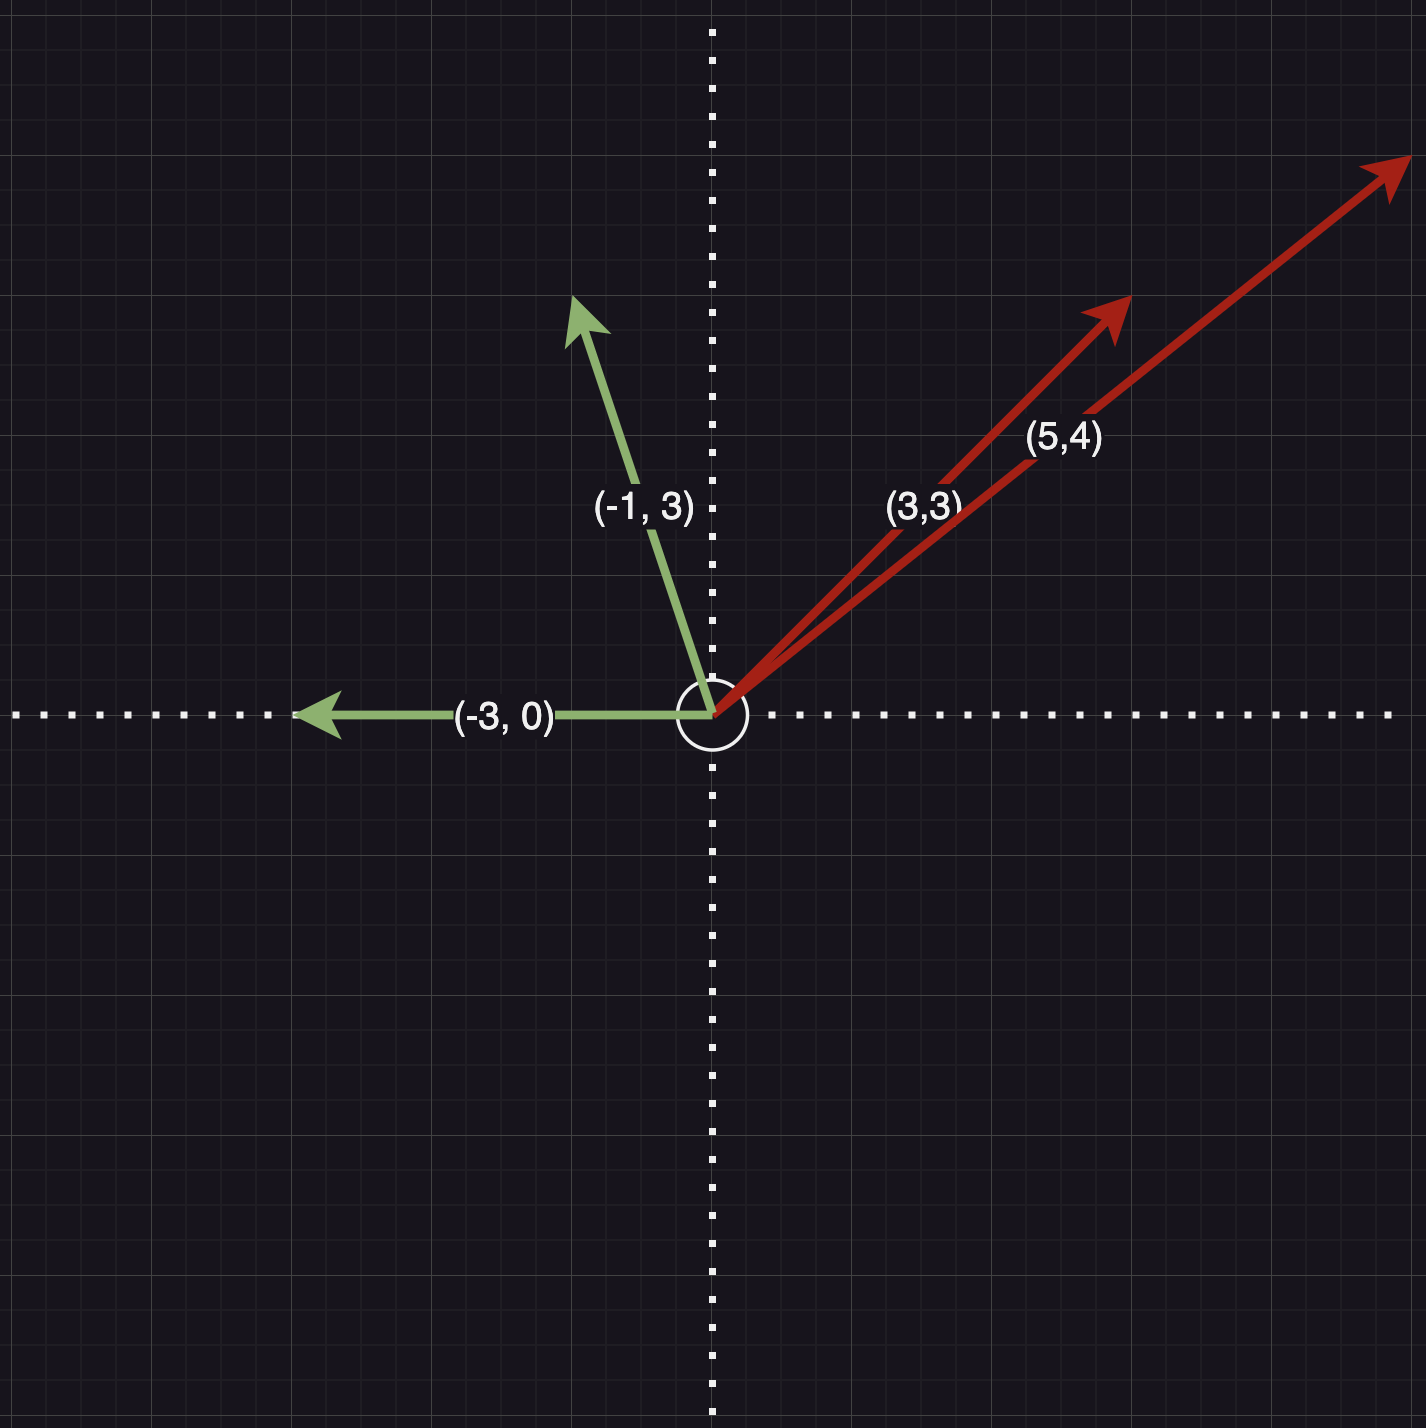 (5,4)
(-1, 3)
(3,3)
(-3, 0)